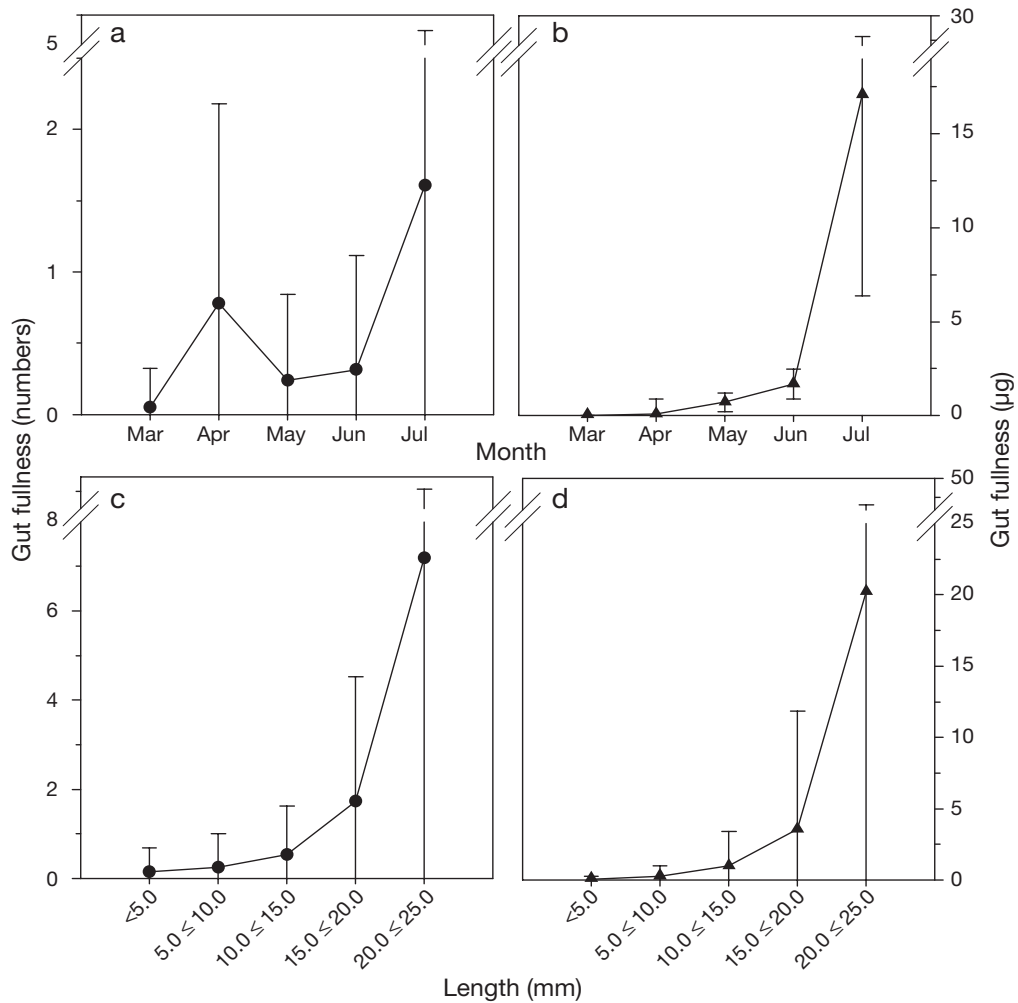 a
b
5
2
1
0
30
15
10
5
0
Mar Apr May Jun Jul
Mar Apr May Jun Jul
Month
Gut fullness (numbers)
Gut fullness (µg)
c
d
8
6
4
2
0
50
25
20
15
10
5
0
<5.0
5.0 ≤ 10.0
10.0 ≤ 15.0
15.0 ≤ 20.0
20.0 ≤ 25.0
<5.0
5.0 ≤ 10.0
10.0 ≤ 15.0
15.0 ≤ 20.0
20.0 ≤ 25.0
Length (mm)